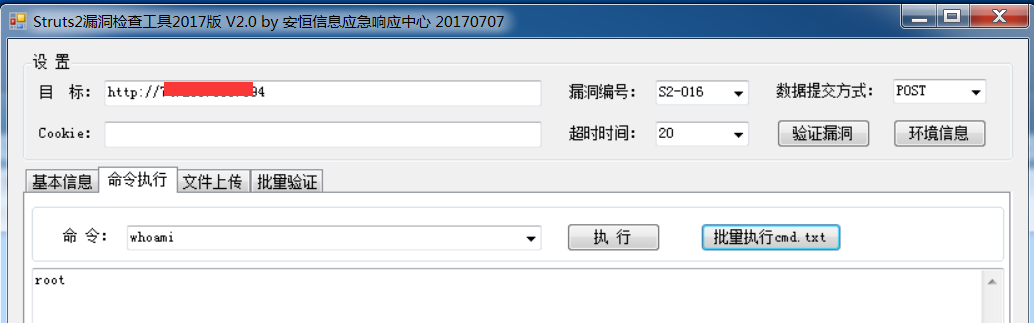 Struts2漏洞检查工具2017版 V2.0 by 安恒信息应急响应中心 20170707
设 置
目 标: http://7 94 漏洞编号: S2-016 数据提交方式: POST
Cookie: 超时时间: 20 验证漏洞 环境信息
基本信息 命令执行 文件上传 批量验证
命 令: whoami 执 行 批量执行cmd.txt
root